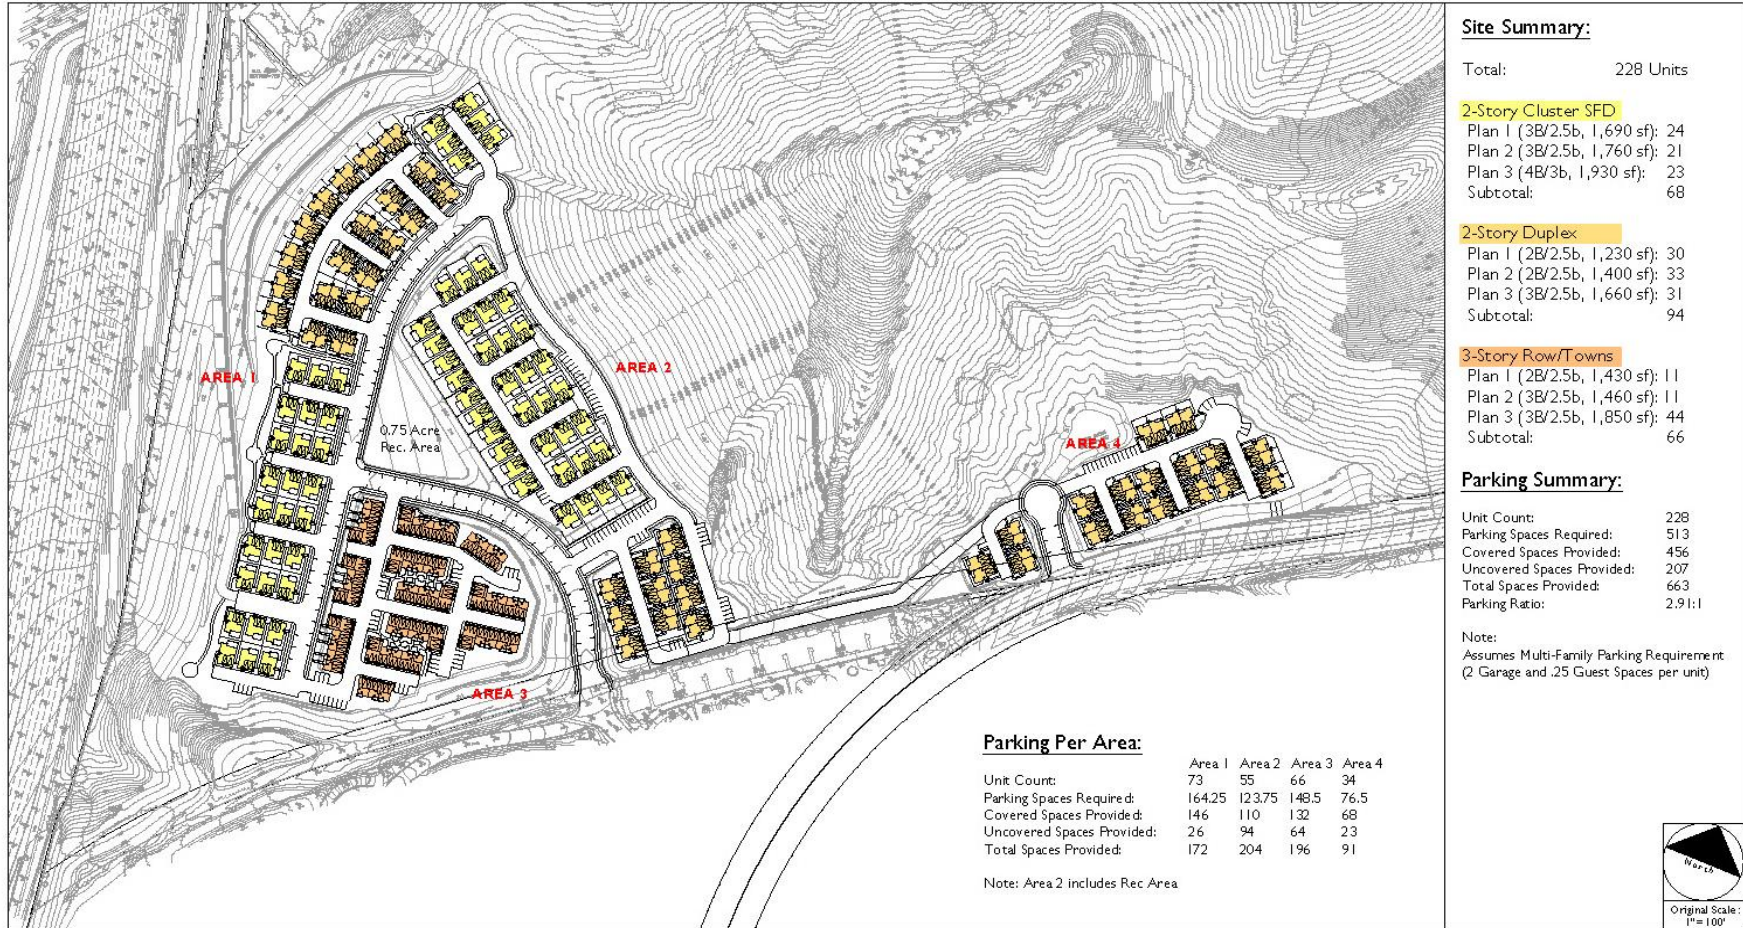 Site Summary:
Total: 228 Units
2-Story Cluster SFD
Plan 1 (3B/2.5b, 1,690 sf): 24
Plan 2 (3B/2.5b, 1,760 sf): 21
Plan 3 (4B/3b, 1,930 sf): 23
Subtotal: 68
2-Story Duplex
Plan 1 (2B/2.5b, 1,230 sf): 30
Plan 2 (2B/2.5b, 1,400 sf): 33
Plan 3 (3B/2.5b, 1,660 sf): 31
Subtotal: 94
3-Story Row/Towns
Plan 1 (2B/2.5b, 1,430 sf): 11
Plan 2 (3B/2.5b, 1,460 sf): 11
Plan 3 (3B/2.5b, 1,850 sf): 44
Subtotal: 66
Parking Summary:
Unit Count: 228
Parking Spaces Required: 513
Covered Spaces Provided: 456
Uncovered Spaces Provided: 207
Total Spaces Provided: 663
Parking Ratio: 2.91:1
Note:
Assumes Multi-Family Parking Requirement
(2 Garage and .25 Guest Spaces per unit)
AREA 1
AREA 2
0.75 Acre
Rec. Area
AREA 4
AREA 3
Parking Per Area:
Area 1 Area 2 Area 3 Area 4
Unit Count: 73 55 66 34
Parking Spaces Required: 164.25 123.75 148.5 76.5
Covered Spaces Provided: 146 110 132 68
Uncovered Spaces Provided: 26 94 64 23
Total Spaces Provided: 172 204 196 91
Note: Area 2 includes Rec Area
North
Original Scale:
1"=100'